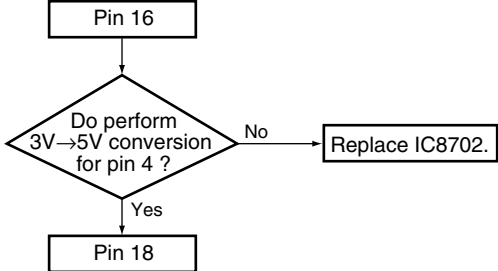 Pin 16
Do perform
3V→5V conversion
for pin 4 ?
No
Replace IC8702.
Yes
Pin 18